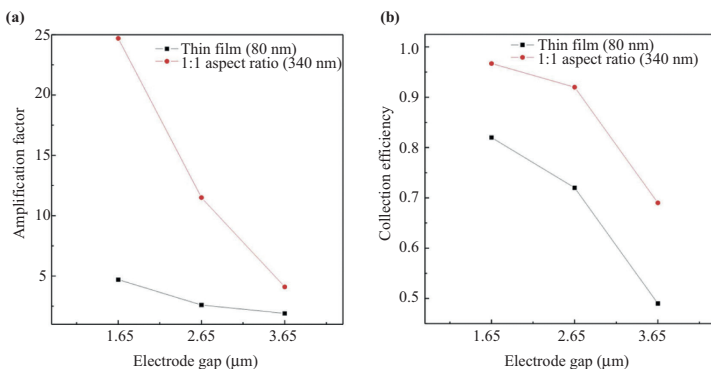 (a)
25
20
15
10
5
Amplification factor
Thin film (80 nm)
1:1 aspect ratio (340 nm)
1.65
2.65
3.65
Electrode gap (μm)
(b)
1.0
0.9
0.8
0.7
0.6
0.5
Collection efficiency
Thin film (80 nm)
1:1 aspect ratio (340 nm)
1.65
2.65
3.65
Electrode gap (μm)